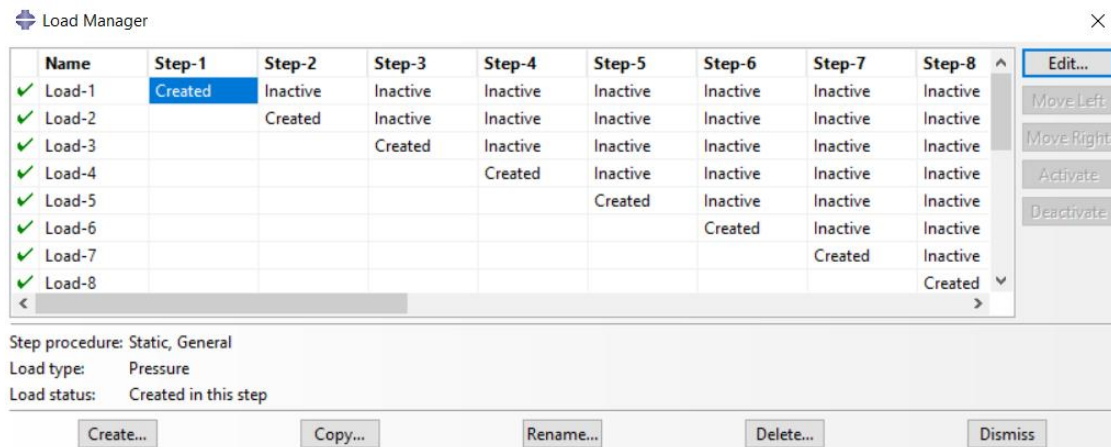 Load Manager
Name Step-1 Step-2 Step-3 Step-4 Step-5 Step-6 Step-7 Step-8
Load-1 Created Inactive Inactive Inactive Inactive Inactive Inactive Inactive
Load-2 Created Inactive Inactive Inactive Inactive Inactive Inactive
Load-3 Created Inactive Inactive Inactive Inactive Inactive
Load-4 Created Inactive Inactive Inactive Inactive
Load-5 Created Inactive Inactive Inactive
Load-6 Created Inactive Inactive
Load-7 Created Inactive
Load-8 Created
Edit...
Move Left
Move Right
Activate
Deactivate
Step procedure: Static, General
Load type: Pressure
Load status: Created in this step
Create... Copy... Rename... Delete... Dismiss